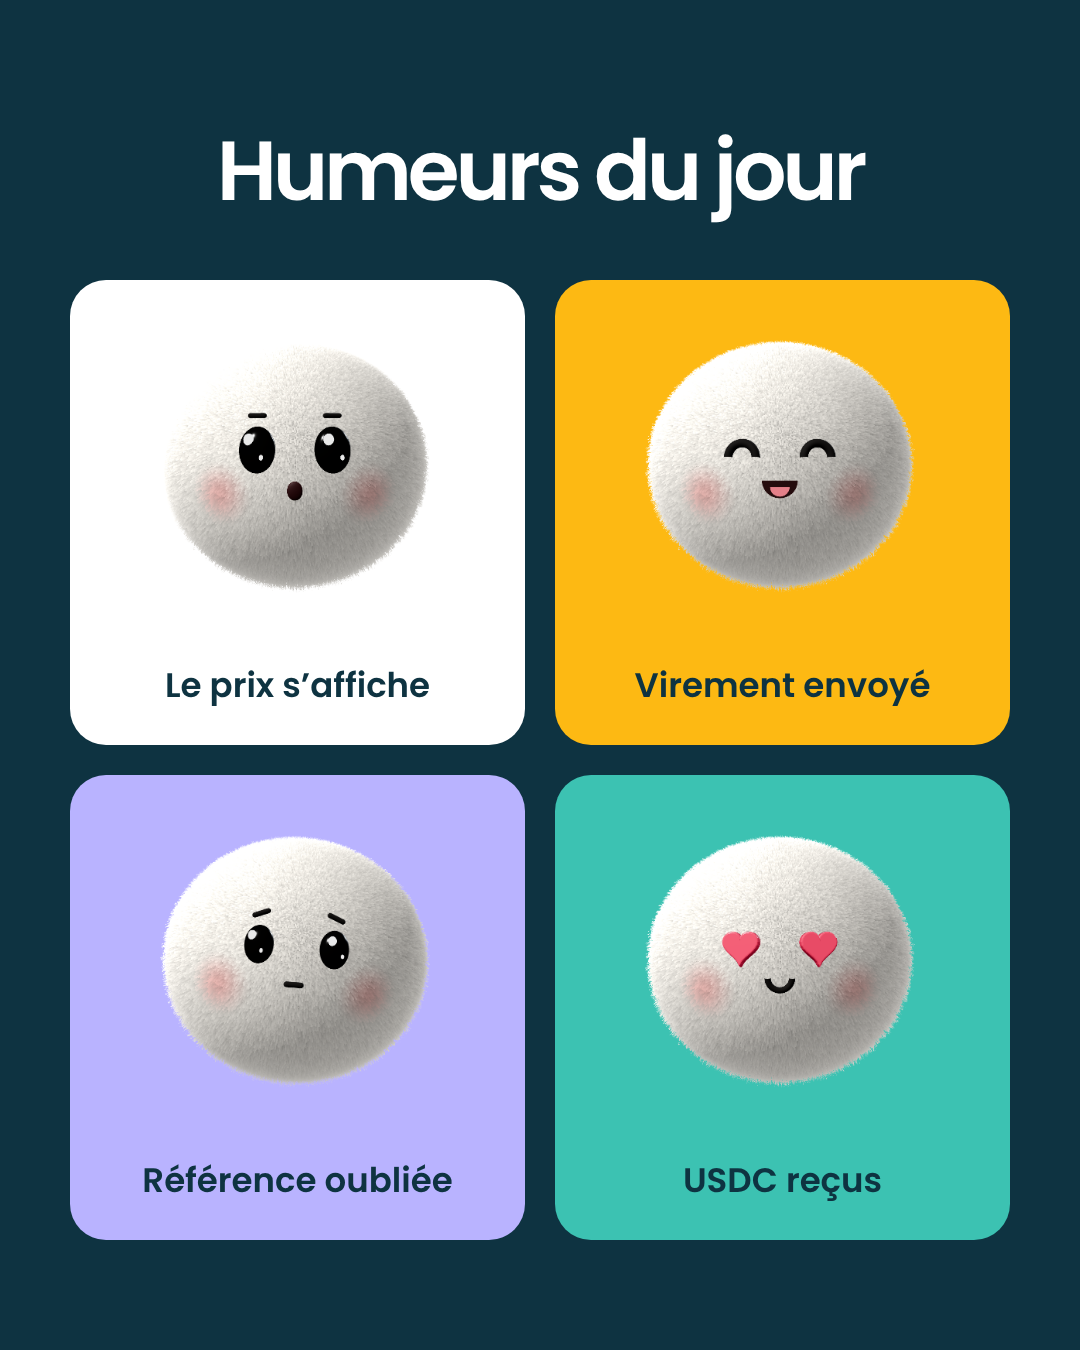 Humeurs du jour
Le prix s’affiche
Virement envoyé
Référence oubliée
USDC reçus